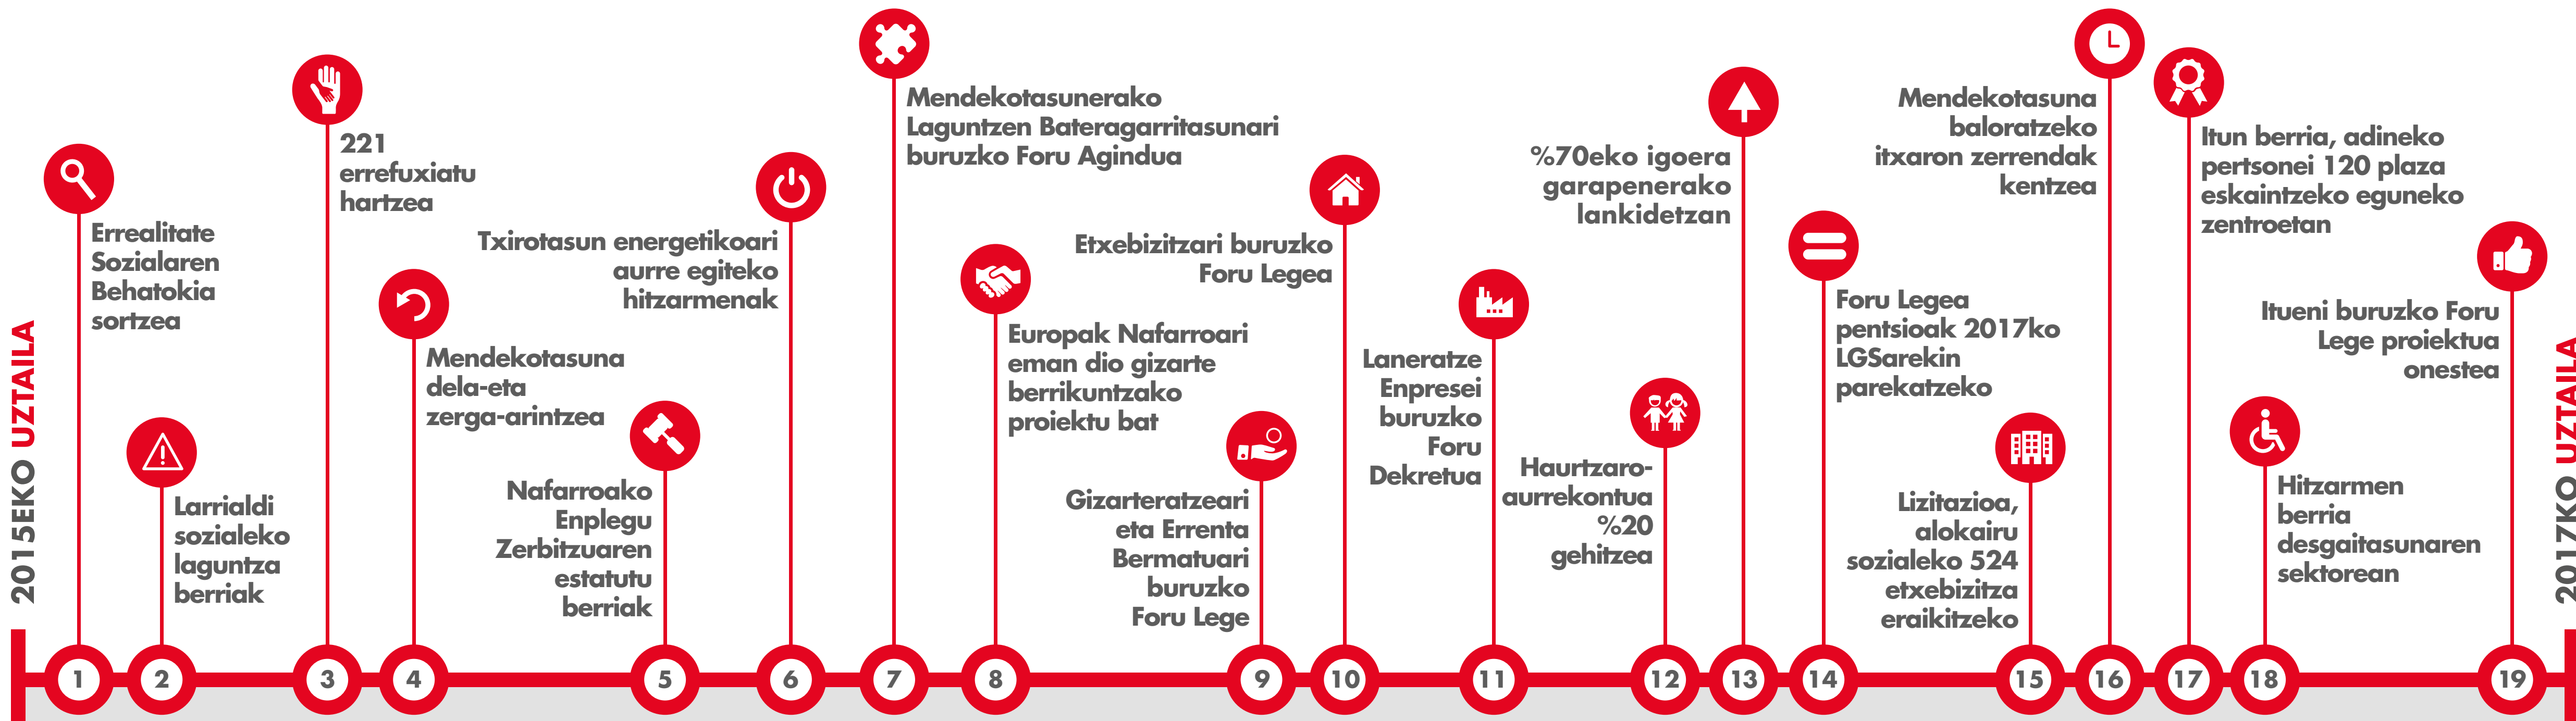 2015EKO UZTAILA
Errealitate
Sozialaren
Behatokia
sortzea
Larrialdi
sozialeko
laguntza
berriak
221
errefuxiatu
hartzea
Mendekotasuna
dela-eta
zerga-arintzea
Nafarroako
Enplegu
Zerbitzuaren
estatutu
berriak
Txirotasun energetikoari
aurre egiteko
hitzarmenak
Mendekotasunerako
Laguntzen Bateragarritasunari
buruzko Foru Agindua
Europak Nafarroari
eman dio gizarte
berrikuntzako
proiektu bat
Gizarteratzeari
eta Errenta
Bermatuari
buruzko
Foru Lege
Etxebizitzari buruzko
Foru Legea
Laneratze
Enpresei
buruzko
Foru
Dekretua
Haurtzaro-
aurrekontua
%20
gehitzea
%70eko igoera
garapenerako
lankidetzan
Foru Legea
pentsioak 2017ko
LGSarekin
parekatzeko
Lizitazioa,
alokairu
sozialeko 524
etxebizitza
eraikitzeko
Mendekotasuna
baloratzeko
itxaron zerrendak
kentzea
Itun berria, adineko
pertsonei 120 plaza
eskaintzeko eguneko
zentroetan
Hitzarmen
berria
desgaitasunaren
sektorean
Itueni buruzko Foru
Lege proiektua
onestea
2017KO UZTAILA
1 2 3 4 5 6 7 8 9 10 11 12 13 14 15 16 17 18 19